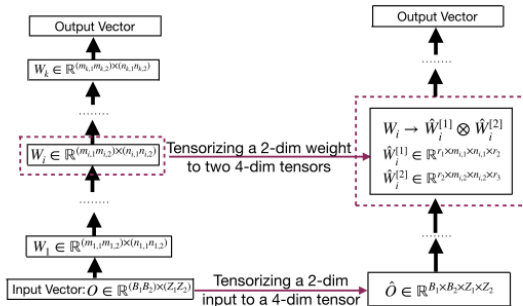 Output Vector
Output Vector
W_k ∈ ℝ^{(m_{k,1}m_{k,2})×(n_{k,1}n_{k,2})}
........
........
W_i ∈ ℝ^{(m_{i,1}m_{i,2})×(n_{i,1}n_{i,2})}
Tensorizing a 2-dim weight
to two 4-dim tensors
W_i → Ŵ_i^{[1]} ⊗ Ŵ_i^{[2]}
Ŵ_i^{[1]} ∈ ℝ^{r_1×m_{i,1}×n_{i,1}×r_2}
Ŵ_i^{[2]} ∈ ℝ^{r_2×m_{i,2}×n_{i,2}×r_3}
........
........
W_1 ∈ ℝ^{(m_{1,1}m_{1,2})×(n_{1,1}n_{1,2})}
Input Vector: O ∈ ℝ^{(B_1B_2)×(Z_1Z_2)}
Tensorizing a 2-dim
input to a 4-dim tensor
Ô ∈ ℝ^{B_1×B_2×Z_1×Z_2}